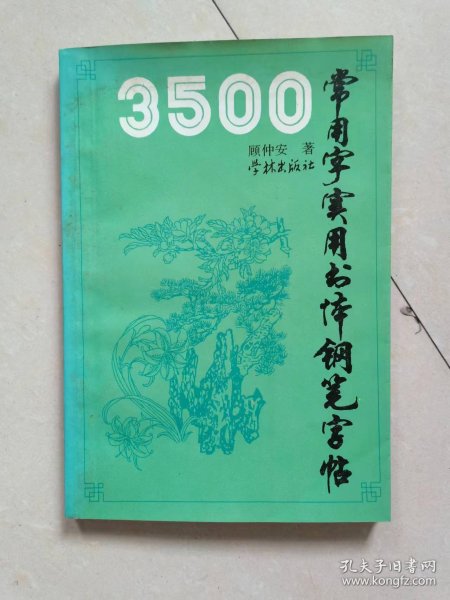 3500
常用字实用书体钢笔字帖
顾仲安 著
学林出版社
孔夫子旧书网
www.kongfz.com